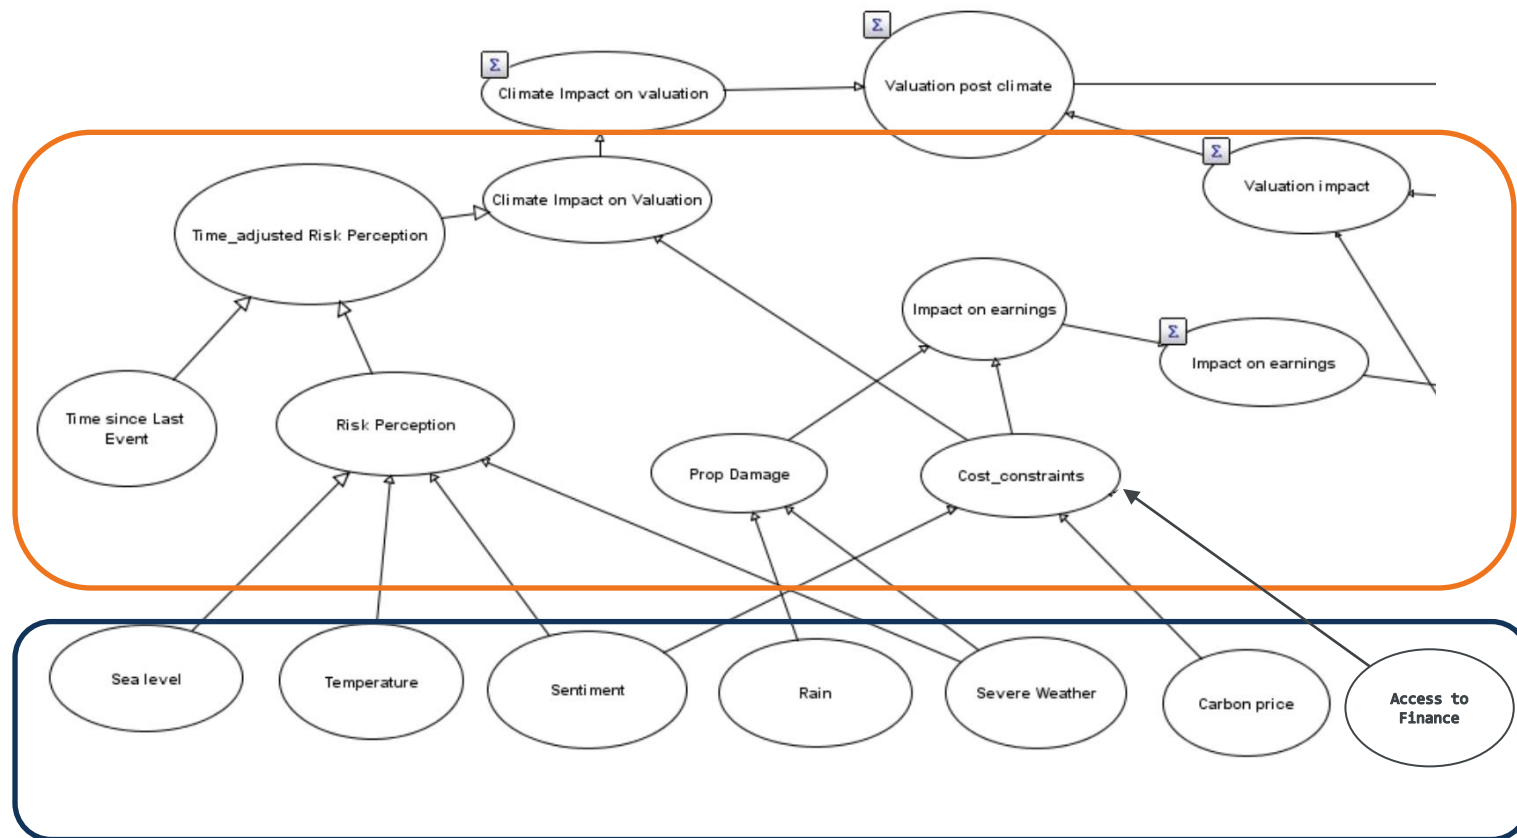 Σ
Valuation post climate
Σ
Climate Impact on valuation
Σ
Valuation impact
Climate Impact on Valuation
Time_adjusted Risk Perception
Impact on earnings
Σ
Impact on earnings
Time since Last
Event
Risk Perception
Prop Damage
Cost_constraints
Sea level
Temperature
Sentiment
Rain
Severe Weather
Carbon price
Access to
Finance